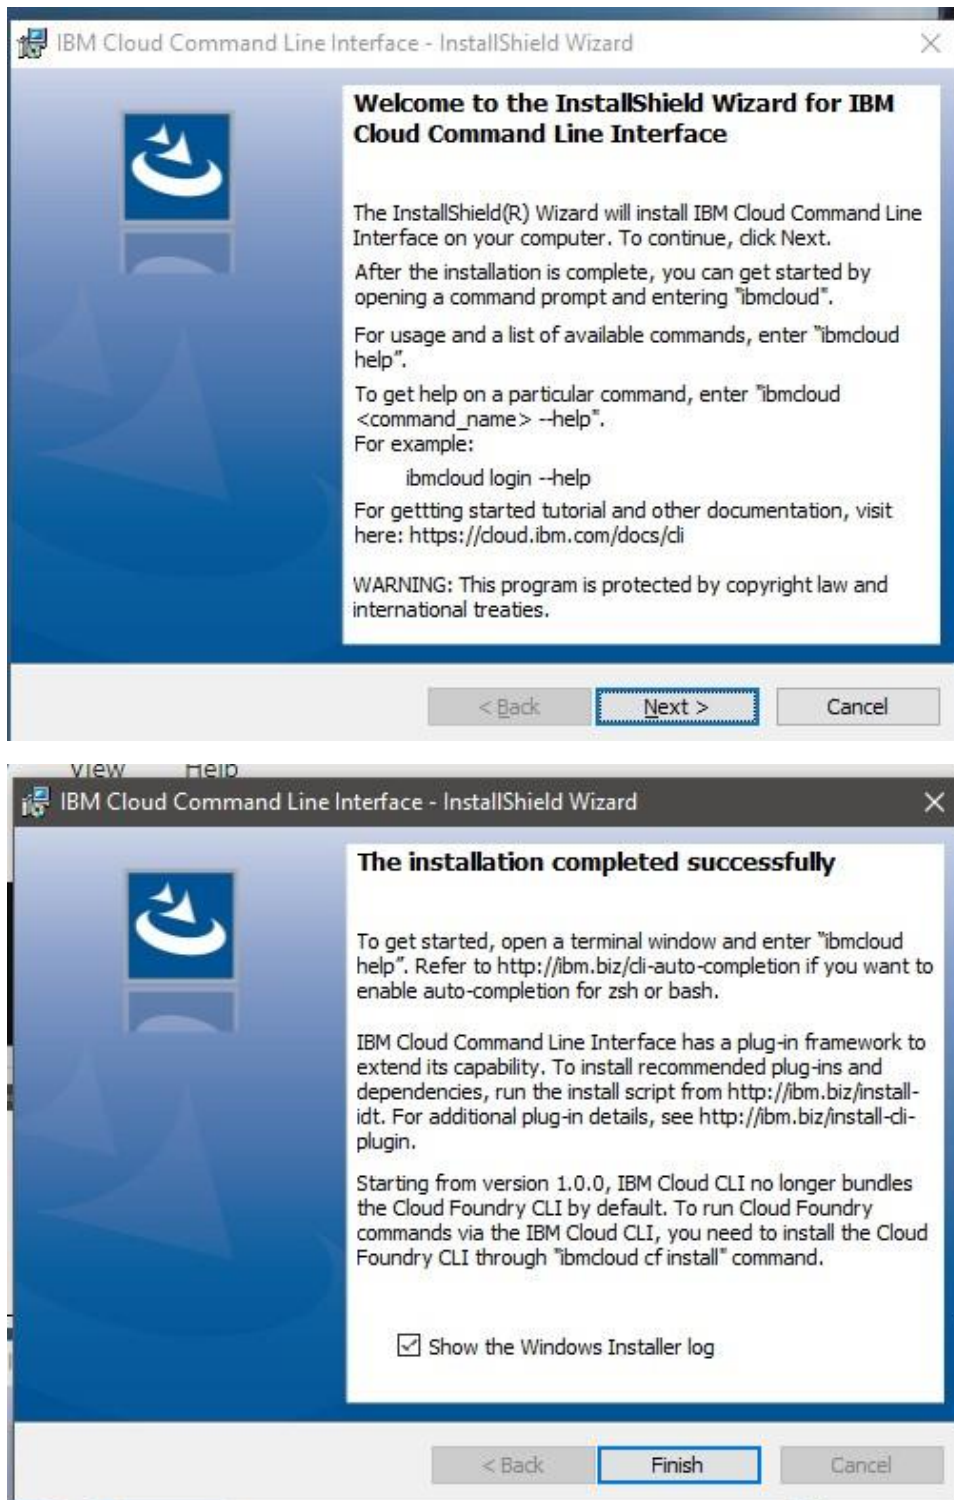 IBM Cloud Command Line Interface - InstallShield Wizard
Welcome to the InstallShield Wizard for IBM
Cloud Command Line Interface
The InstallShield(R) Wizard will install IBM Cloud Command Line
Interface on your computer. To continue, click Next.
After the installation is complete, you can get started by
opening a command prompt and entering "ibmcloud".
For usage and a list of available commands, enter "ibmcloud
help".
To get help on a particular command, enter "ibmcloud
<command_name> --help".
For example:
ibmcloud login --help
For gettting started tutorial and other documentation, visit
here: https://cloud.ibm.com/docs/cli
WARNING: This program is protected by copyright law and
international treaties.
< Back Next > Cancel
View Help
IBM Cloud Command Line Interface - InstallShield Wizard
The installation completed successfully
To get started, open a terminal window and enter "ibmcloud
help". Refer to http://ibm.biz/cli-auto-completion if you want to
enable auto-completion for zsh or bash.
IBM Cloud Command Line Interface has a plug-in framework to
extend its capability. To install recommended plug-ins and
dependencies, run the install script from http://ibm.biz/install-
idt. For additional plug-in details, see http://ibm.biz/install-cli-
plugin.
Starting from version 1.0.0, IBM Cloud CLI no longer bundles
the Cloud Foundry CLI by default. To run Cloud Foundry
commands via the IBM Cloud CLI, you need to install the Cloud
Foundry CLI through "ibmcloud cf install" command.
Show the Windows Installer log
< Back Finish Cancel